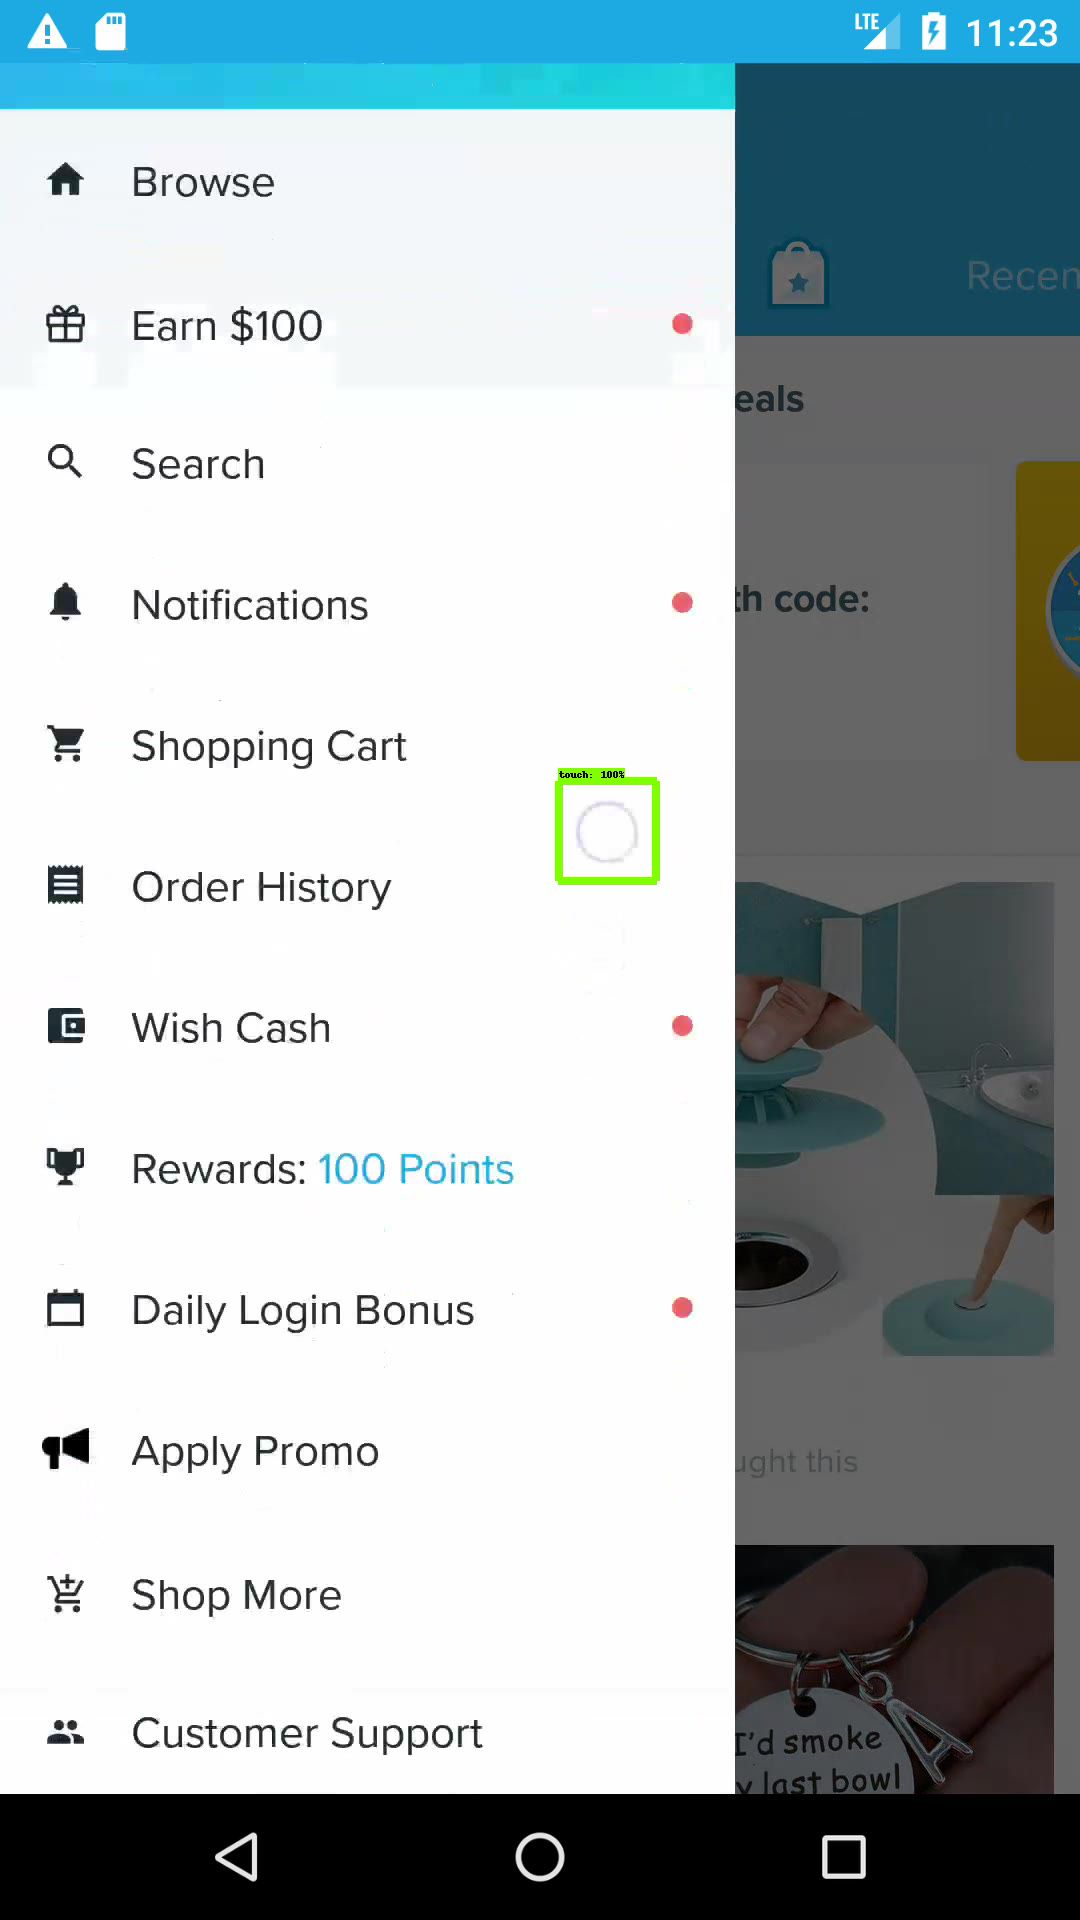 LTE 11:23
Browse
Recen
Earn $100
eals
Search
th code:
Notifications
Shopping Cart
touch: 100%
Order History
Wish Cash
Rewards: 100 Points
Daily Login Bonus
Apply Promo
ught this
Shop More
Customer Support
I'd smoke
y last bowl
A